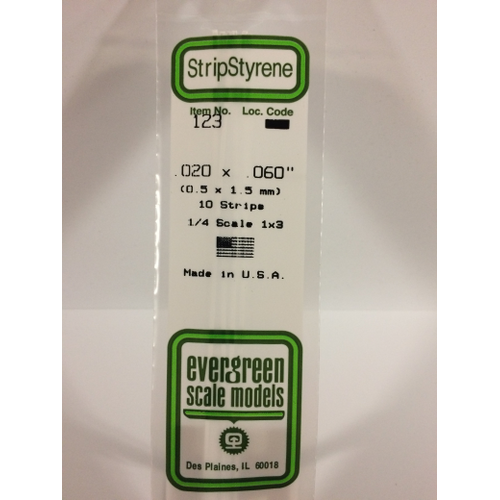 StripStyrene
Item No. Loc. Code
123
.020 x .060"
(0.5 x 1.5 mm)
10 Strips
1/4 Scale 1x3
Made in U.S.A.
evergreen
scale models
Des Plaines, IL 60018